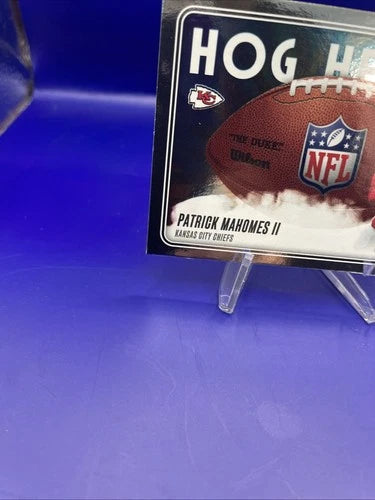 HOG H
KC
"THE DUKE"
Wilson
NFL
PATRICK MAHOMES II
KANSAS CITY CHIEFS